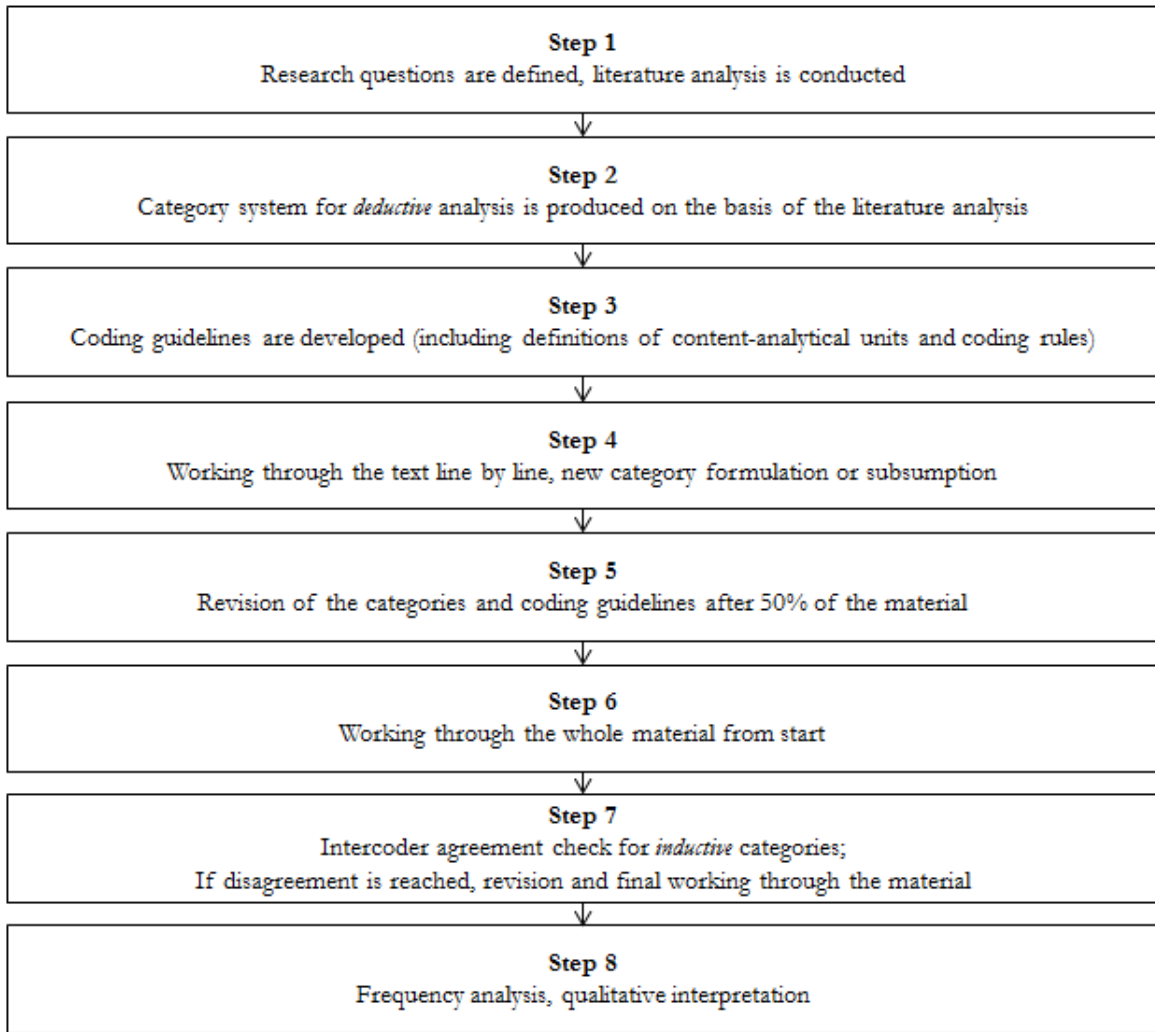 Step 1
Research questions are defined, literature analysis is conducted
Step 2
Category system for deductive analysis is produced on the basis of the literature analysis
Step 3
Coding guidelines are developed (including definitions of content-analytical units and coding rules)
Step 4
Working through the text line by line, new category formulation or subsumption
Step 5
Revision of the categories and coding guidelines after 50% of the material
Step 6
Working through the whole material from start
Step 7
Intercoder agreement check for inductive categories;
If disagreement is reached, revision and final working through the material
Step 8
Frequency analysis, qualitative interpretation